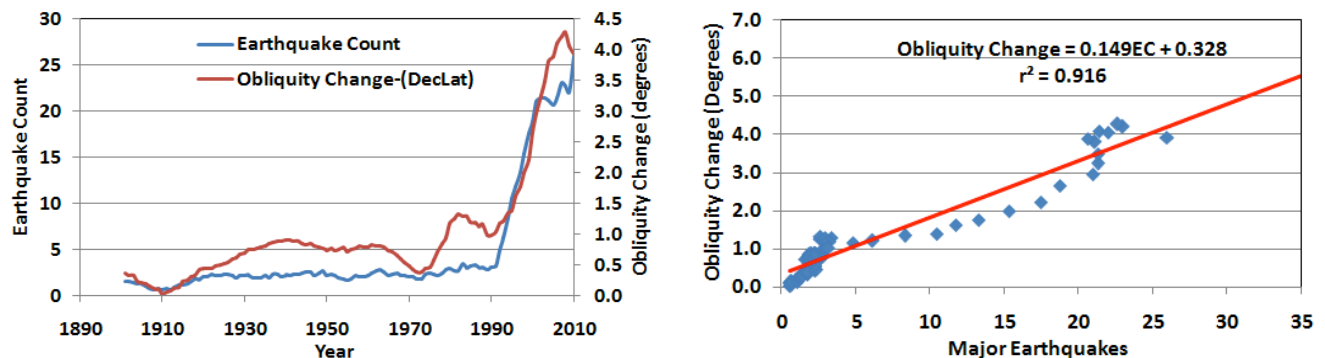 30
25
20
15
10
5
0
Earthquake Count
Earthquake Count
Obliquity Change-(DecLat)
4.5
4.0
3.5
3.0
2.5
2.0
1.5
1.0
0.5
0.0
Obliquity Change (degrees)
1890 1910 1930 1950 1970 1990 2010
Year
7.0
6.0
5.0
4.0
3.0
2.0
1.0
0.0
Obliquity Change (Degrees)
Obliquity Change = 0.149EC + 0.328
r² = 0.916
0 5 10 15 20 25 30 35
Major Earthquakes